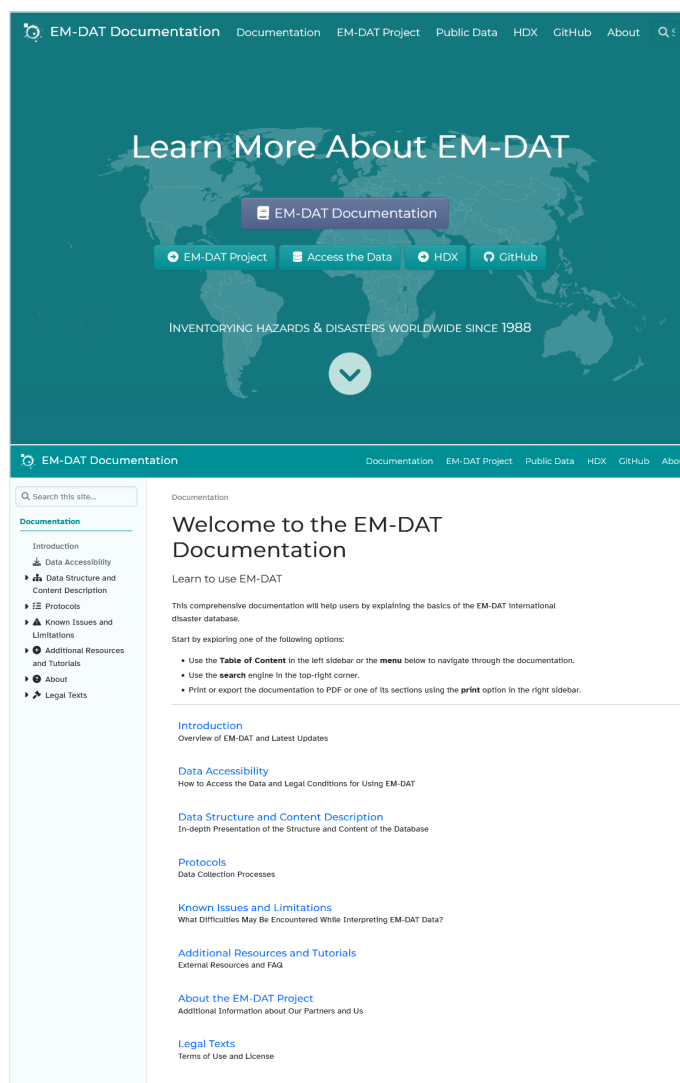 EM-DAT Documentation Documentation EM-DAT Project Public Data HDX GitHub About
Learn More About EM-DAT
EM-DAT Documentation
EM-DAT Project Access the Data HDX GitHub
INVENTORYING HAZARDS & DISASTERS WORLDWIDE SINCE 1988
EM-DAT Documentation Documentation EM-DAT Project Public Data HDX GitHub Abou
Search this site...
Documentation
Introduction
Data Accessibility
Data Structure and
Content Description
Protocols
Known Issues and
Limitations
Additional Resources
and Tutorials
About
Legal Texts
Documentation
Welcome to the EM-DAT
Documentation
Learn to use EM-DAT
This comprehensive documentation will help users by explaining the basics of the EM-DAT international
disaster database.
Start by exploring one of the following options:
• Use the Table of Content in the left sidebar or the menu below to navigate through the documentation.
• Use the search engine in the top-right corner.
• Print or export the documentation to PDF or one of its sections using the print option in the right sidebar.
Introduction
Overview of EM-DAT and Latest Updates
Data Accessibility
How to Access the Data and Legal Conditions for Using EM-DAT
Data Structure and Content Description
In-depth Presentation of the Structure and Content of the Database
Protocols
Data Collection Processes
Known Issues and Limitations
What Difficulties May Be Encountered While Interpreting EM-DAT Data?
Additional Resources and Tutorials
External Resources and FAQ
About the EM-DAT Project
Additional Information about Our Partners and Us
Legal Texts
Terms of Use and License